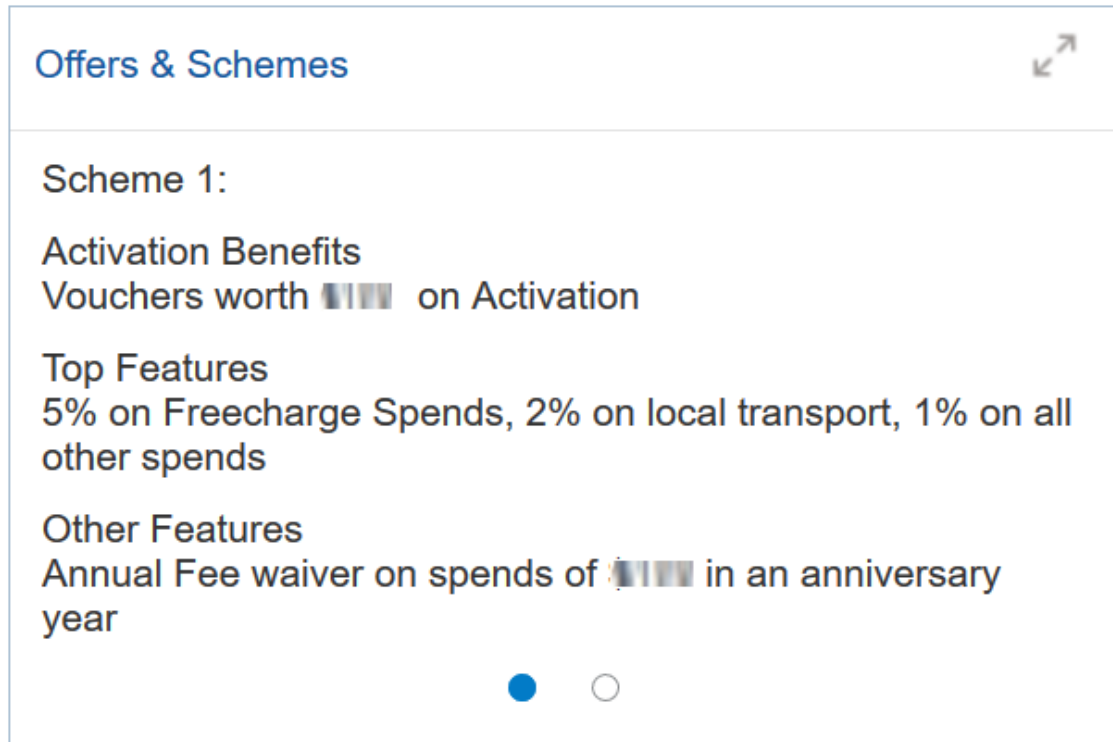 Offers & Schemes
Scheme 1:
Activation Benefits
Vouchers worth on Activation
Top Features
5% on Freecharge Spends, 2% on local transport, 1% on all
other spends
Other Features
Annual Fee waiver on spends of in an anniversary
year